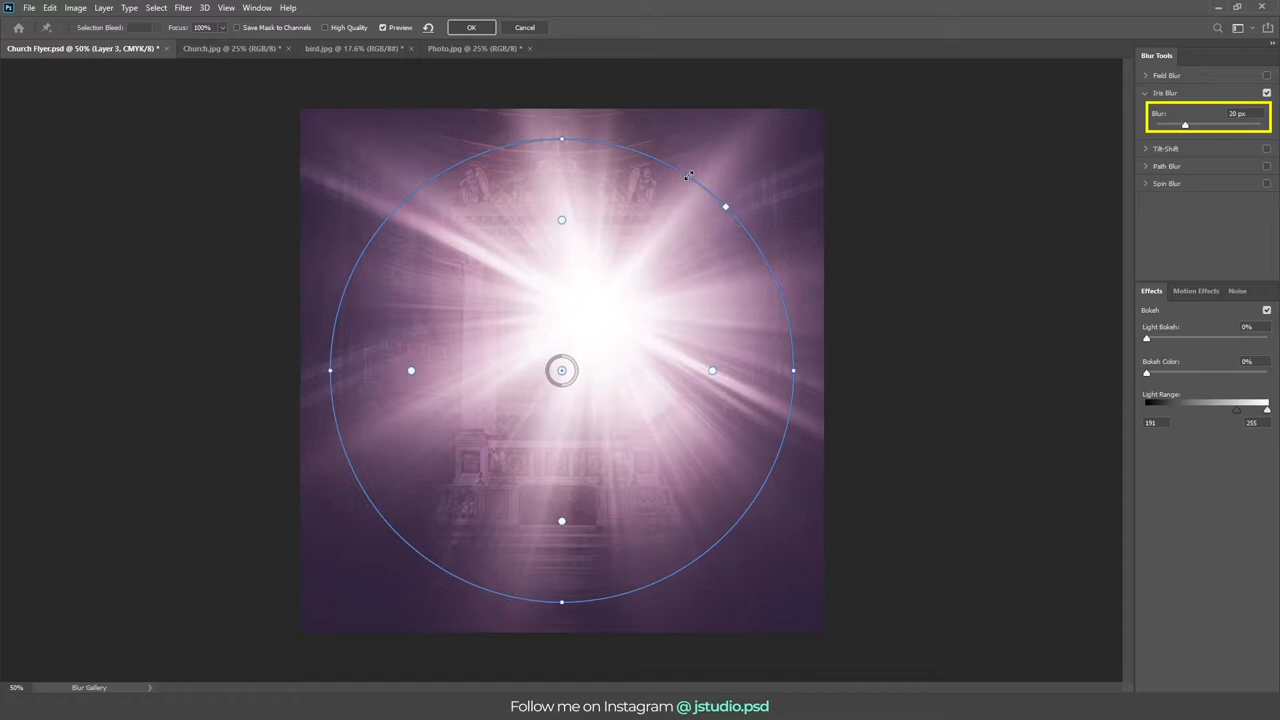 Ps File Edit Image Layer Type Select Filter 3D View Window Help
Selection Bleed: Focus: 100% Save Mask to Channels High Quality Preview OK Cancel
Church Flyer.psd @ 50% (Layer 3, CMYK/8) * × Church.jpg @ 25% (RGB/8) * × bird.jpg @ 17.6% (RGB/8#) * × Photo.jpg @ 25% (RGB/8) * ×
Blur Tools
Field Blur
Iris Blur
Blur: 20 px
Tilt-Shift
Path Blur
Spin Blur
Effects Motion Effects Noise
Bokeh
Light Bokeh: 0%
Bokeh Color: 0%
Light Range:
191 255
50% Blur Gallery
Follow me on Instagram @ jstudio.psd